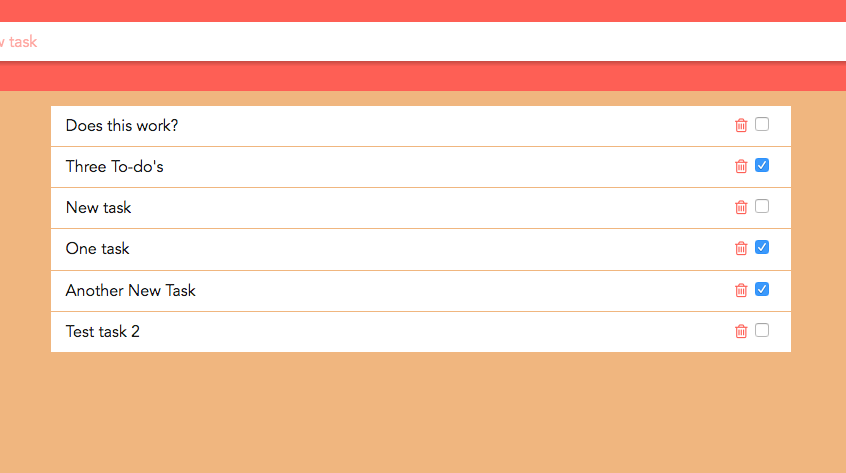 task
Does this work?
Three To-do's
New task
One task
Another New Task
Test task 2